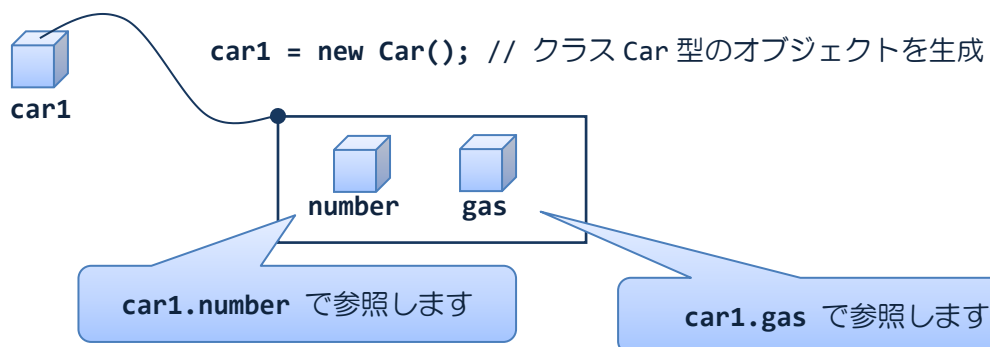 car1 = new Car(); // クラス Car 型のオブジェクトを生成
car1
number
gas
car1.number で参照します
car1.gas で参照します